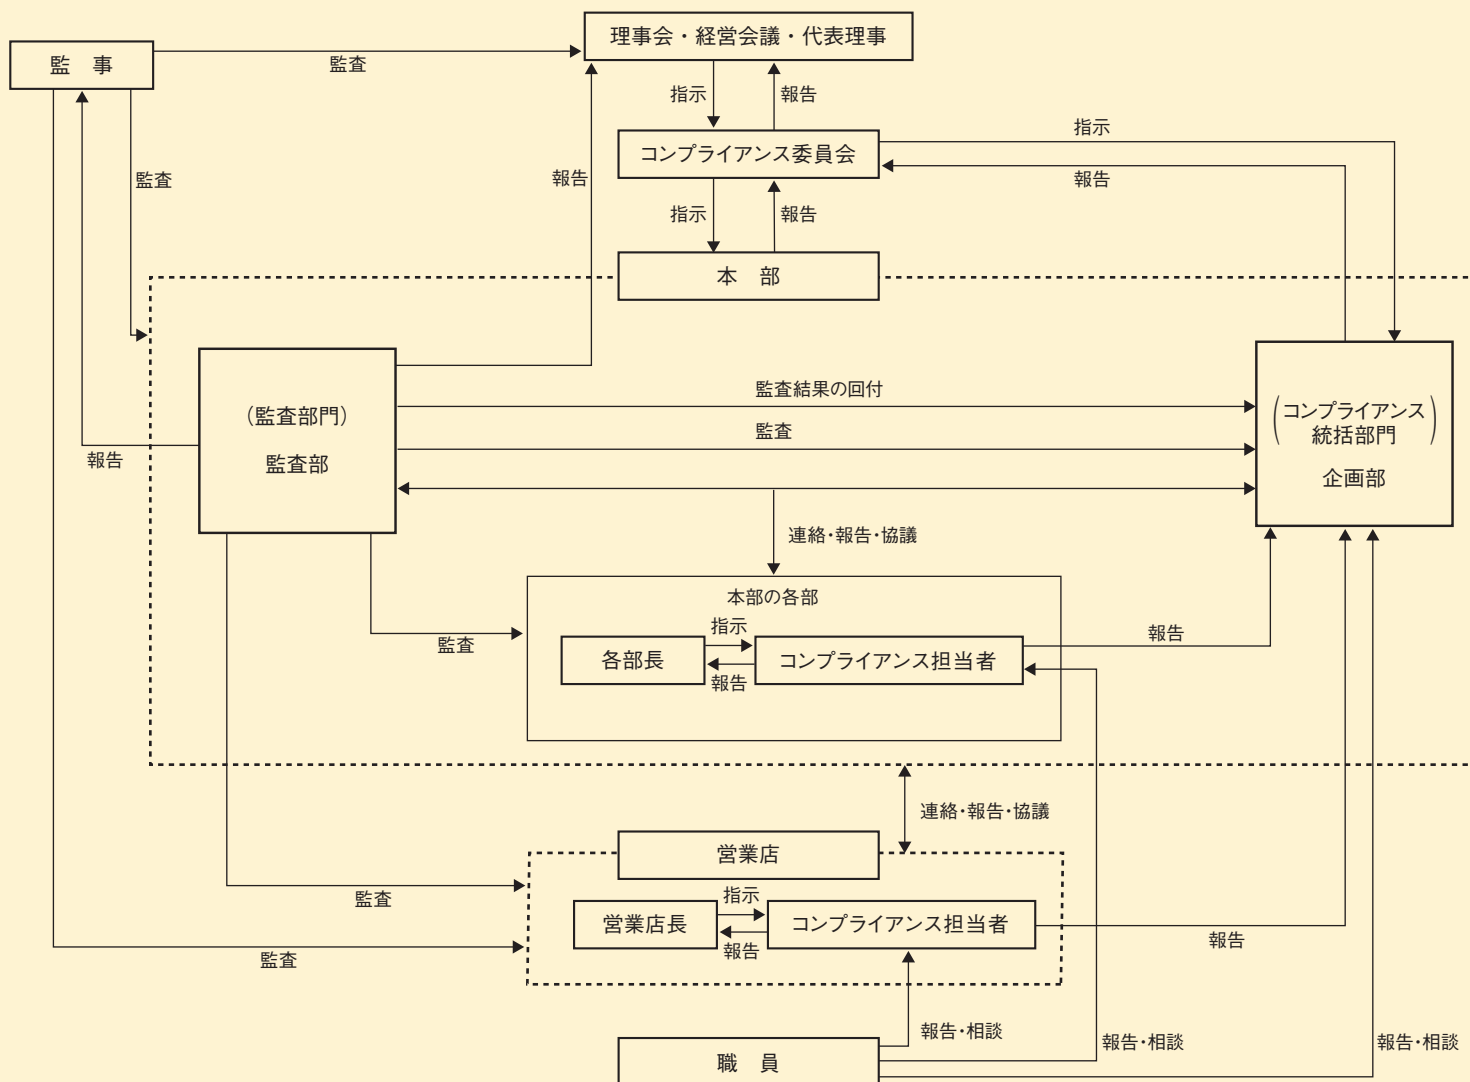 理事会・経営会議・代表理事
監　事
監査
指示
報告
指示
コンプライアンス委員会
報告
監査
報告
指示
報告
本　部
監査結果の回付
（監査部門）
監査部
（コンプライアンス
統括部門）
企画部
監査
報告
連絡・報告・協議
本部の各部
指示
各部長
コンプライアンス担当者
報告
監査
報告
連絡・報告・協議
営業店
指示
営業店長
コンプライアンス担当者
報告
監査
報告
監査
報告・相談
報告・相談
報告・相談
職　員